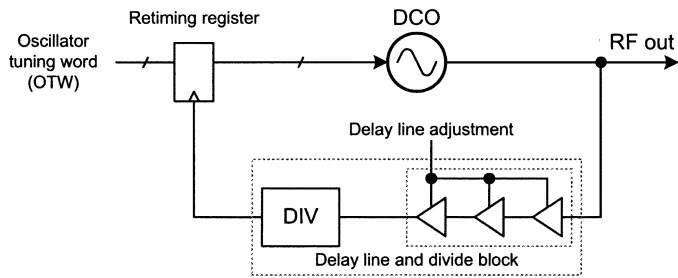 Retiming register
DCO
Oscillator
tuning word
(OTW)
RF out
Delay line adjustment
DIV
Delay line and divide block